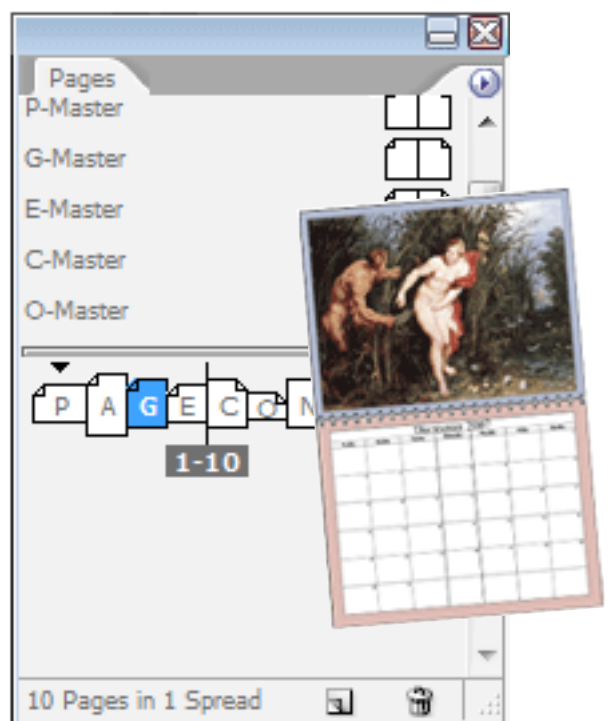 Pages
P-Master
G-Master
E-Master
C-Master
O-Master
P A G E C O N
1-10
10 Pages in 1 Spread